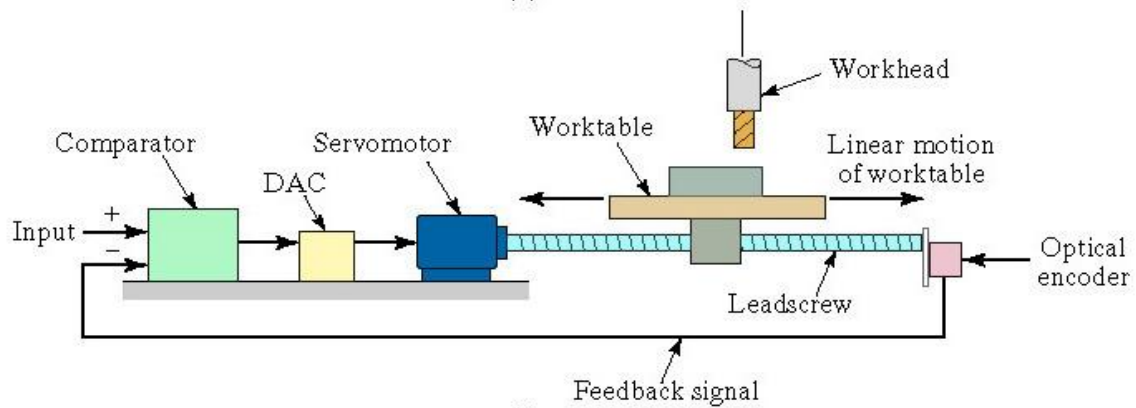 Workhead
Worktable
Comparator
Servomotor
Linear motion
of worktable
DAC
+
Input
−
Optical
encoder
Leadscrew
Feedback signal